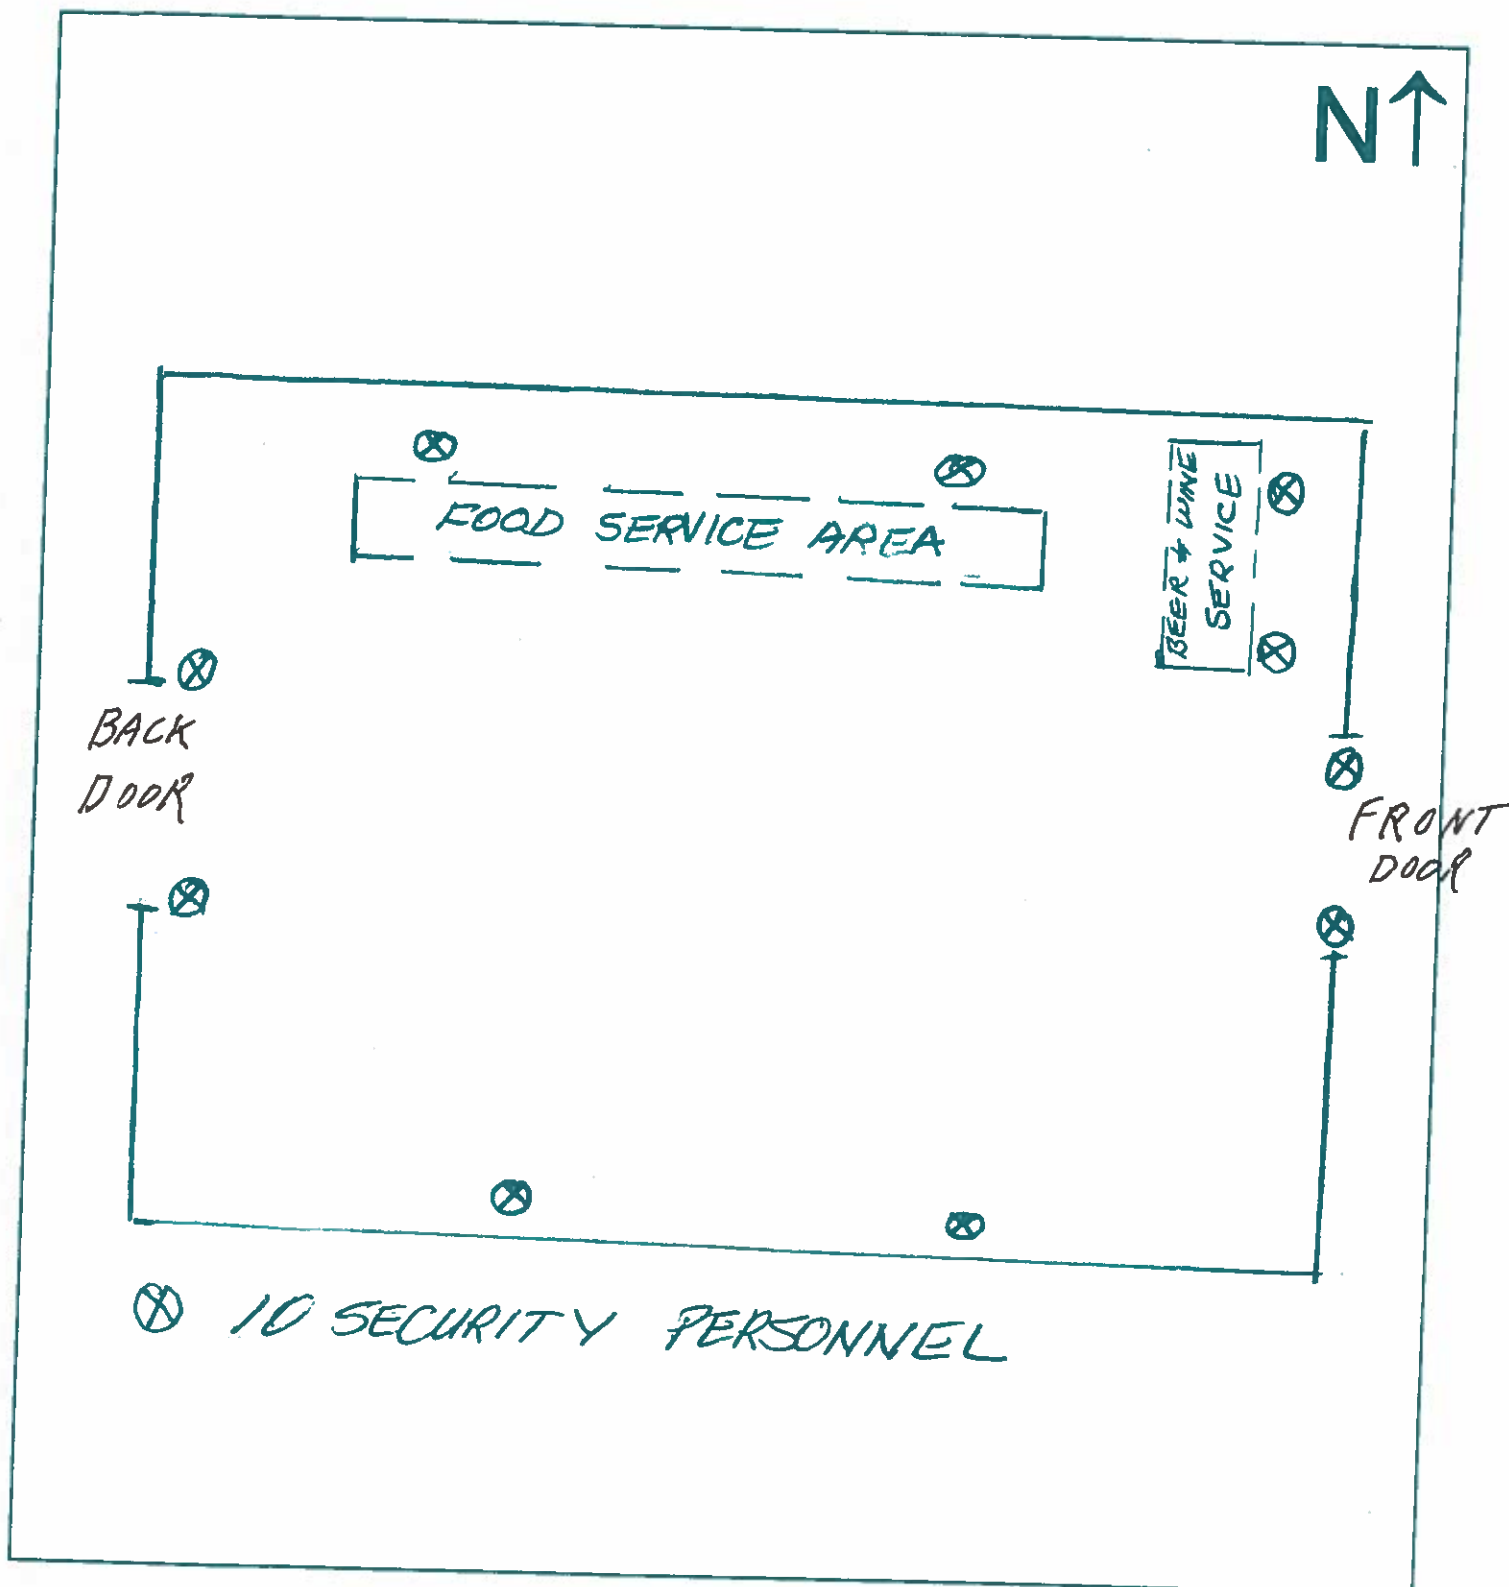 N↑
FOOD SERVICE AREA
BEER & WINE
SERVICE
BACK
DOOR
FRONT
DOOR
10 SECURITY PERSONNEL